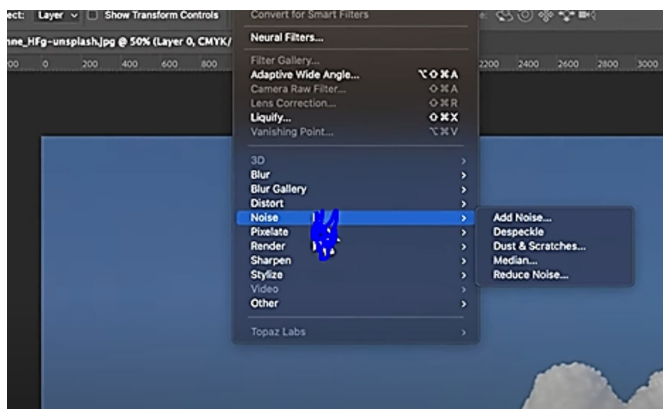 ect: Layer Show Transform Controls
Convert for Smart Filters
nne_HFg-unsplash.jpg @ 50% (Layer 0, CMYK/
Neural Filters...
0 200 400 600 800 2200 2400 2600 2800 3000
Filter Gallery...
Adaptive Wide Angle... ⌥⇧⌘A
Camera Raw Filter... ⇧⌘A
Lens Correction... ⇧⌘R
Liquify... ⇧⌘X
Vanishing Point... ⌥⌘V
3D
Blur
Blur Gallery
Distort
Noise
Add Noise...
Pixelate
Despeckle
Render
Dust & Scratches...
Sharpen
Median...
Stylize
Reduce Noise...
Video
Other
Topaz Labs